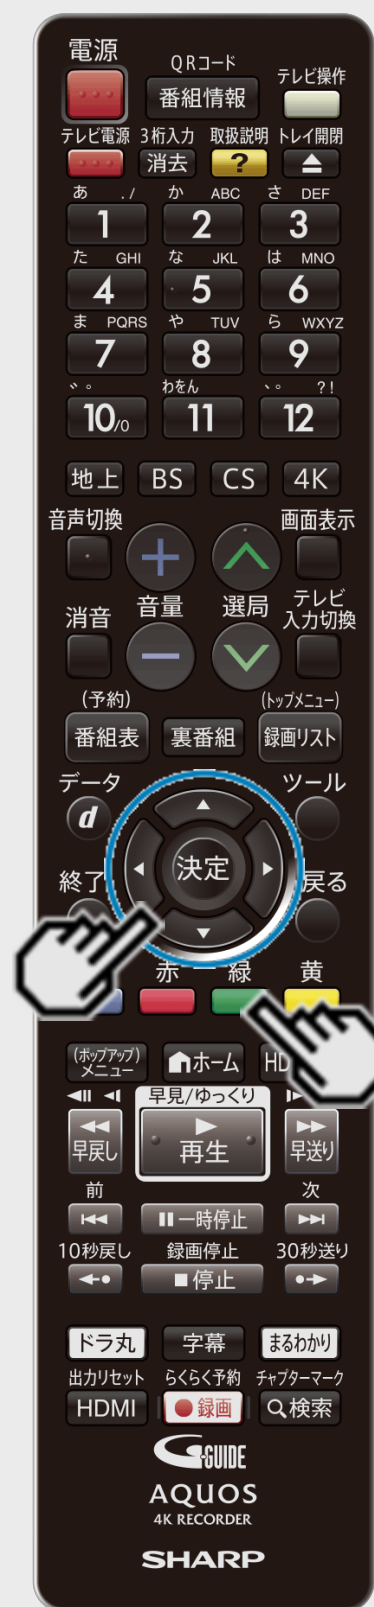 電源
QRコード
番組情報
テレビ操作
テレビ電源 3桁入力 取扱説明 トレイ開閉
消去 ?
あ ./ か ABC さ DEF
1 2 3
た GHI な JKL は MNO
4 5 6
ま PQRS や TUV ら WXYZ
7 8 9
゛゜ わをん 、。 ?!
10/0 11 12
地上 BS CS 4K
音声切換 画面表示
+
消音 音量 選局 テレビ
入力切換
−
(予約) (トップメニュー)
番組表 裏番組 録画リスト
データ ツール
d
決定
終了 戻る
赤 緑 黄
(ポップアップ)
メニュー ホーム HD
早見/ゆっくり
早戻し 再生 早送り
前 次
一時停止
10秒戻し 録画停止 30秒送り
停止
ドラ丸 字幕 まるわかり
出力リセット らくらく予約 チャプターマーク
HDMI 録画 検索
G-GUIDE
AQUOS
4K RECORDER
SHARP